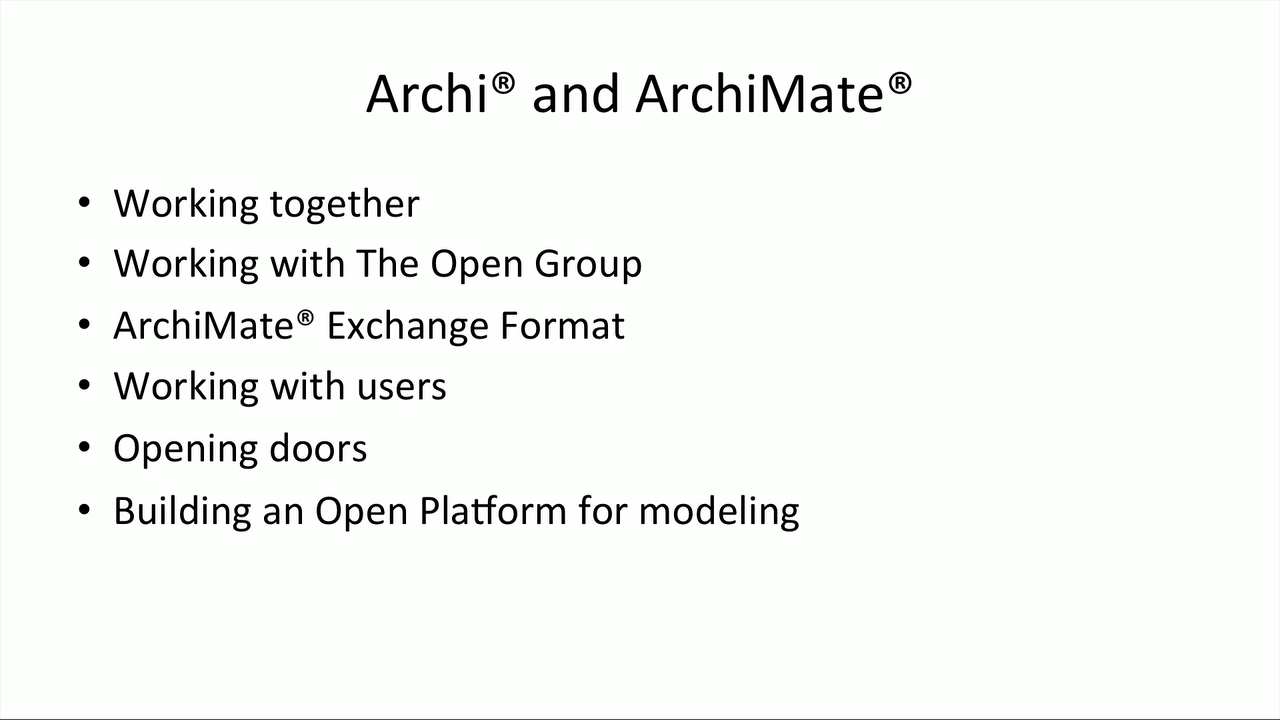 Archi® and ArchiMate®
• Working together
• Working with The Open Group
• ArchiMate® Exchange Format
• Working with users
• Opening doors
• Building an Open Platform for modeling